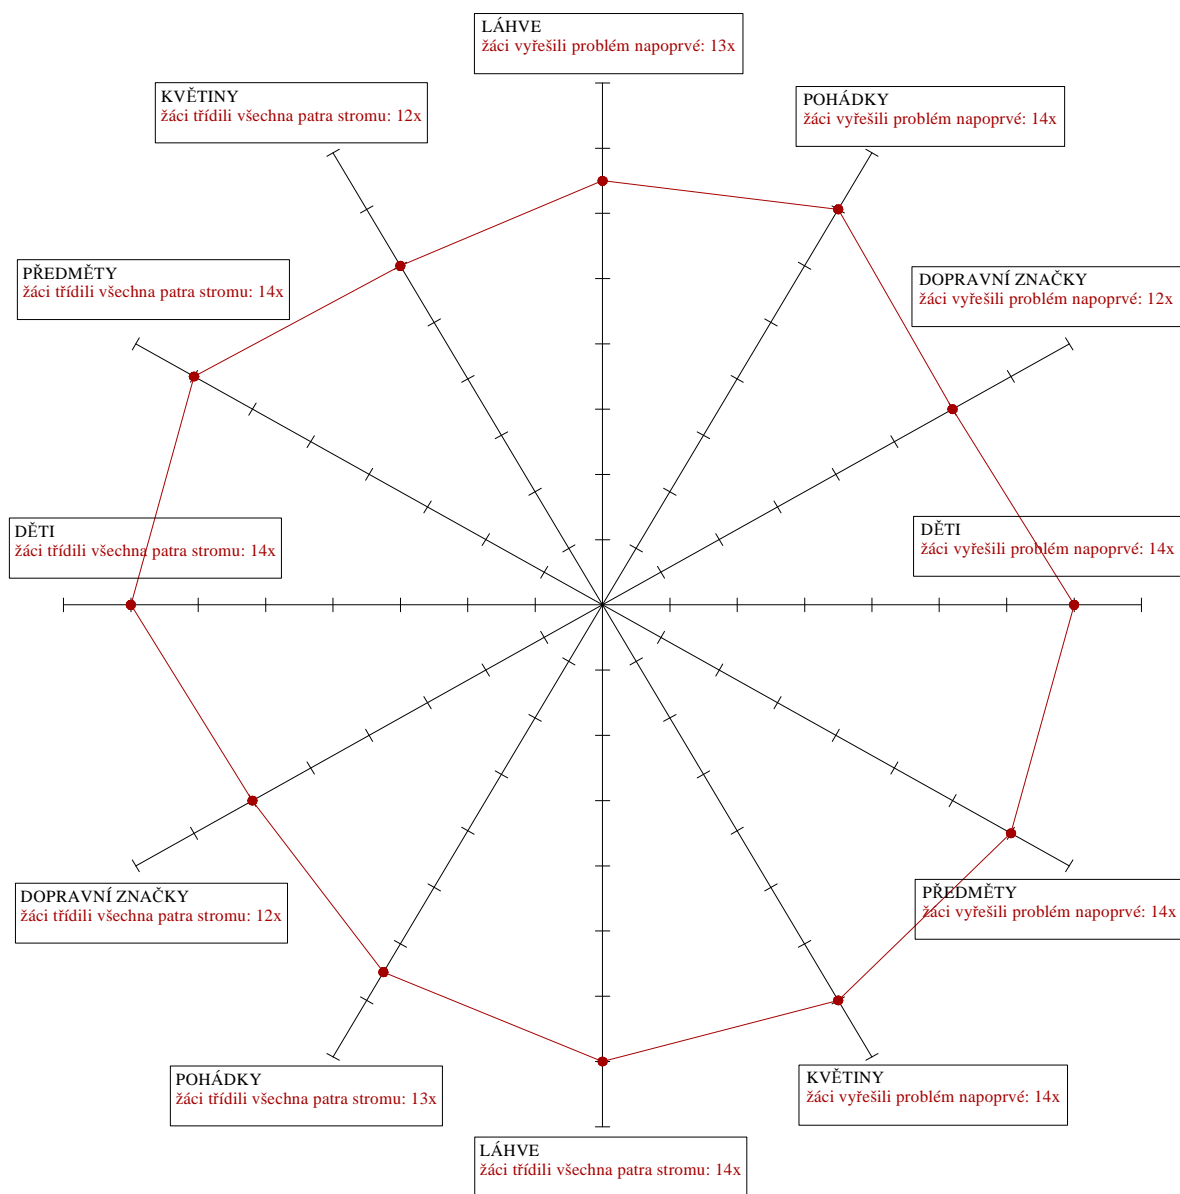 LÁHVE
žáci vyřešili problém napoprvé: 13x
KVĚTINY
žáci třídili všechna patra stromu: 12x
POHÁDKY
žáci vyřešili problém napoprvé: 14x
PŘEDMĚTY
žáci třídili všechna patra stromu: 14x
DOPRAVNÍ ZNAČKY
žáci vyřešili problém napoprvé: 12x
DĚTI
žáci třídili všechna patra stromu: 14x
DĚTI
žáci vyřešili problém napoprvé: 14x
DOPRAVNÍ ZNAČKY
žáci třídili všechna patra stromu: 12x
PŘEDMĚTY
žáci vyřešili problém napoprvé: 14x
POHÁDKY
žáci třídili všechna patra stromu: 13x
KVĚTINY
žáci vyřešili problém napoprvé: 14x
LÁHVE
žáci třídili všechna patra stromu: 14x